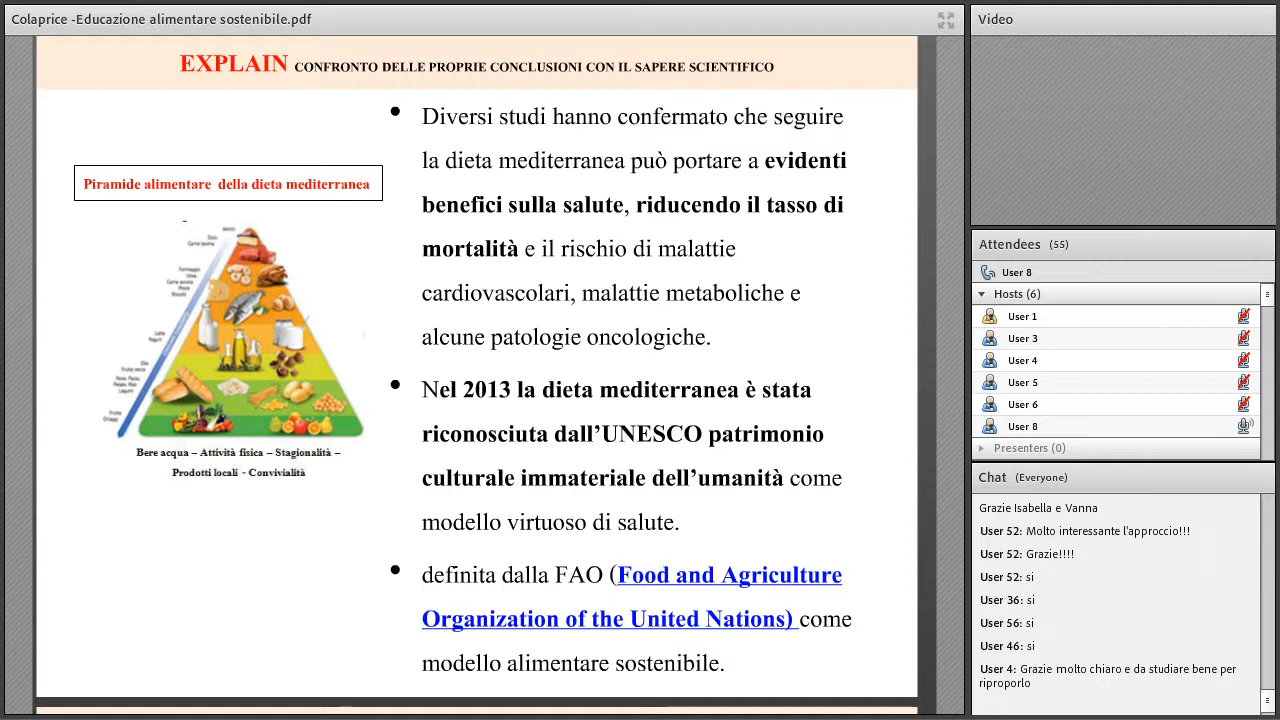 Colaprice -Educazione alimentare sostenibile.pdf
EXPLAIN CONFRONTO DELLE PROPRIE CONCLUSIONI CON IL SAPERE SCIENTIFICO
Piramide alimentare della dieta mediterranea
Bere acqua – Attività fisica – Stagionalità –
Prodotti locali - Convivialità
• Diversi studi hanno confermato che seguire
la dieta mediterranea può portare a evidenti
benefici sulla salute, riducendo il tasso di
mortalità e il rischio di malattie
cardiovascolari, malattie metaboliche e
alcune patologie oncologiche.
• Nel 2013 la dieta mediterranea è stata
riconosciuta dall’UNESCO patrimonio
culturale immateriale dell’umanità come
modello virtuoso di salute.
• definita dalla FAO (Food and Agriculture
Organization of the United Nations) come
modello alimentare sostenibile.
Video
Attendees (55)
User 8
Hosts (6)
User 1
User 3
User 4
User 5
User 6
User 8
Presenters (0)
Chat (Everyone)
Grazie Isabella e Vanna
User 52: Molto interessante l'approccio!!!
User 52: Grazie!!!!
User 52: si
User 36: si
User 56: si
User 46: si
User 4: Grazie molto chiaro e da studiare bene per
riproporlo